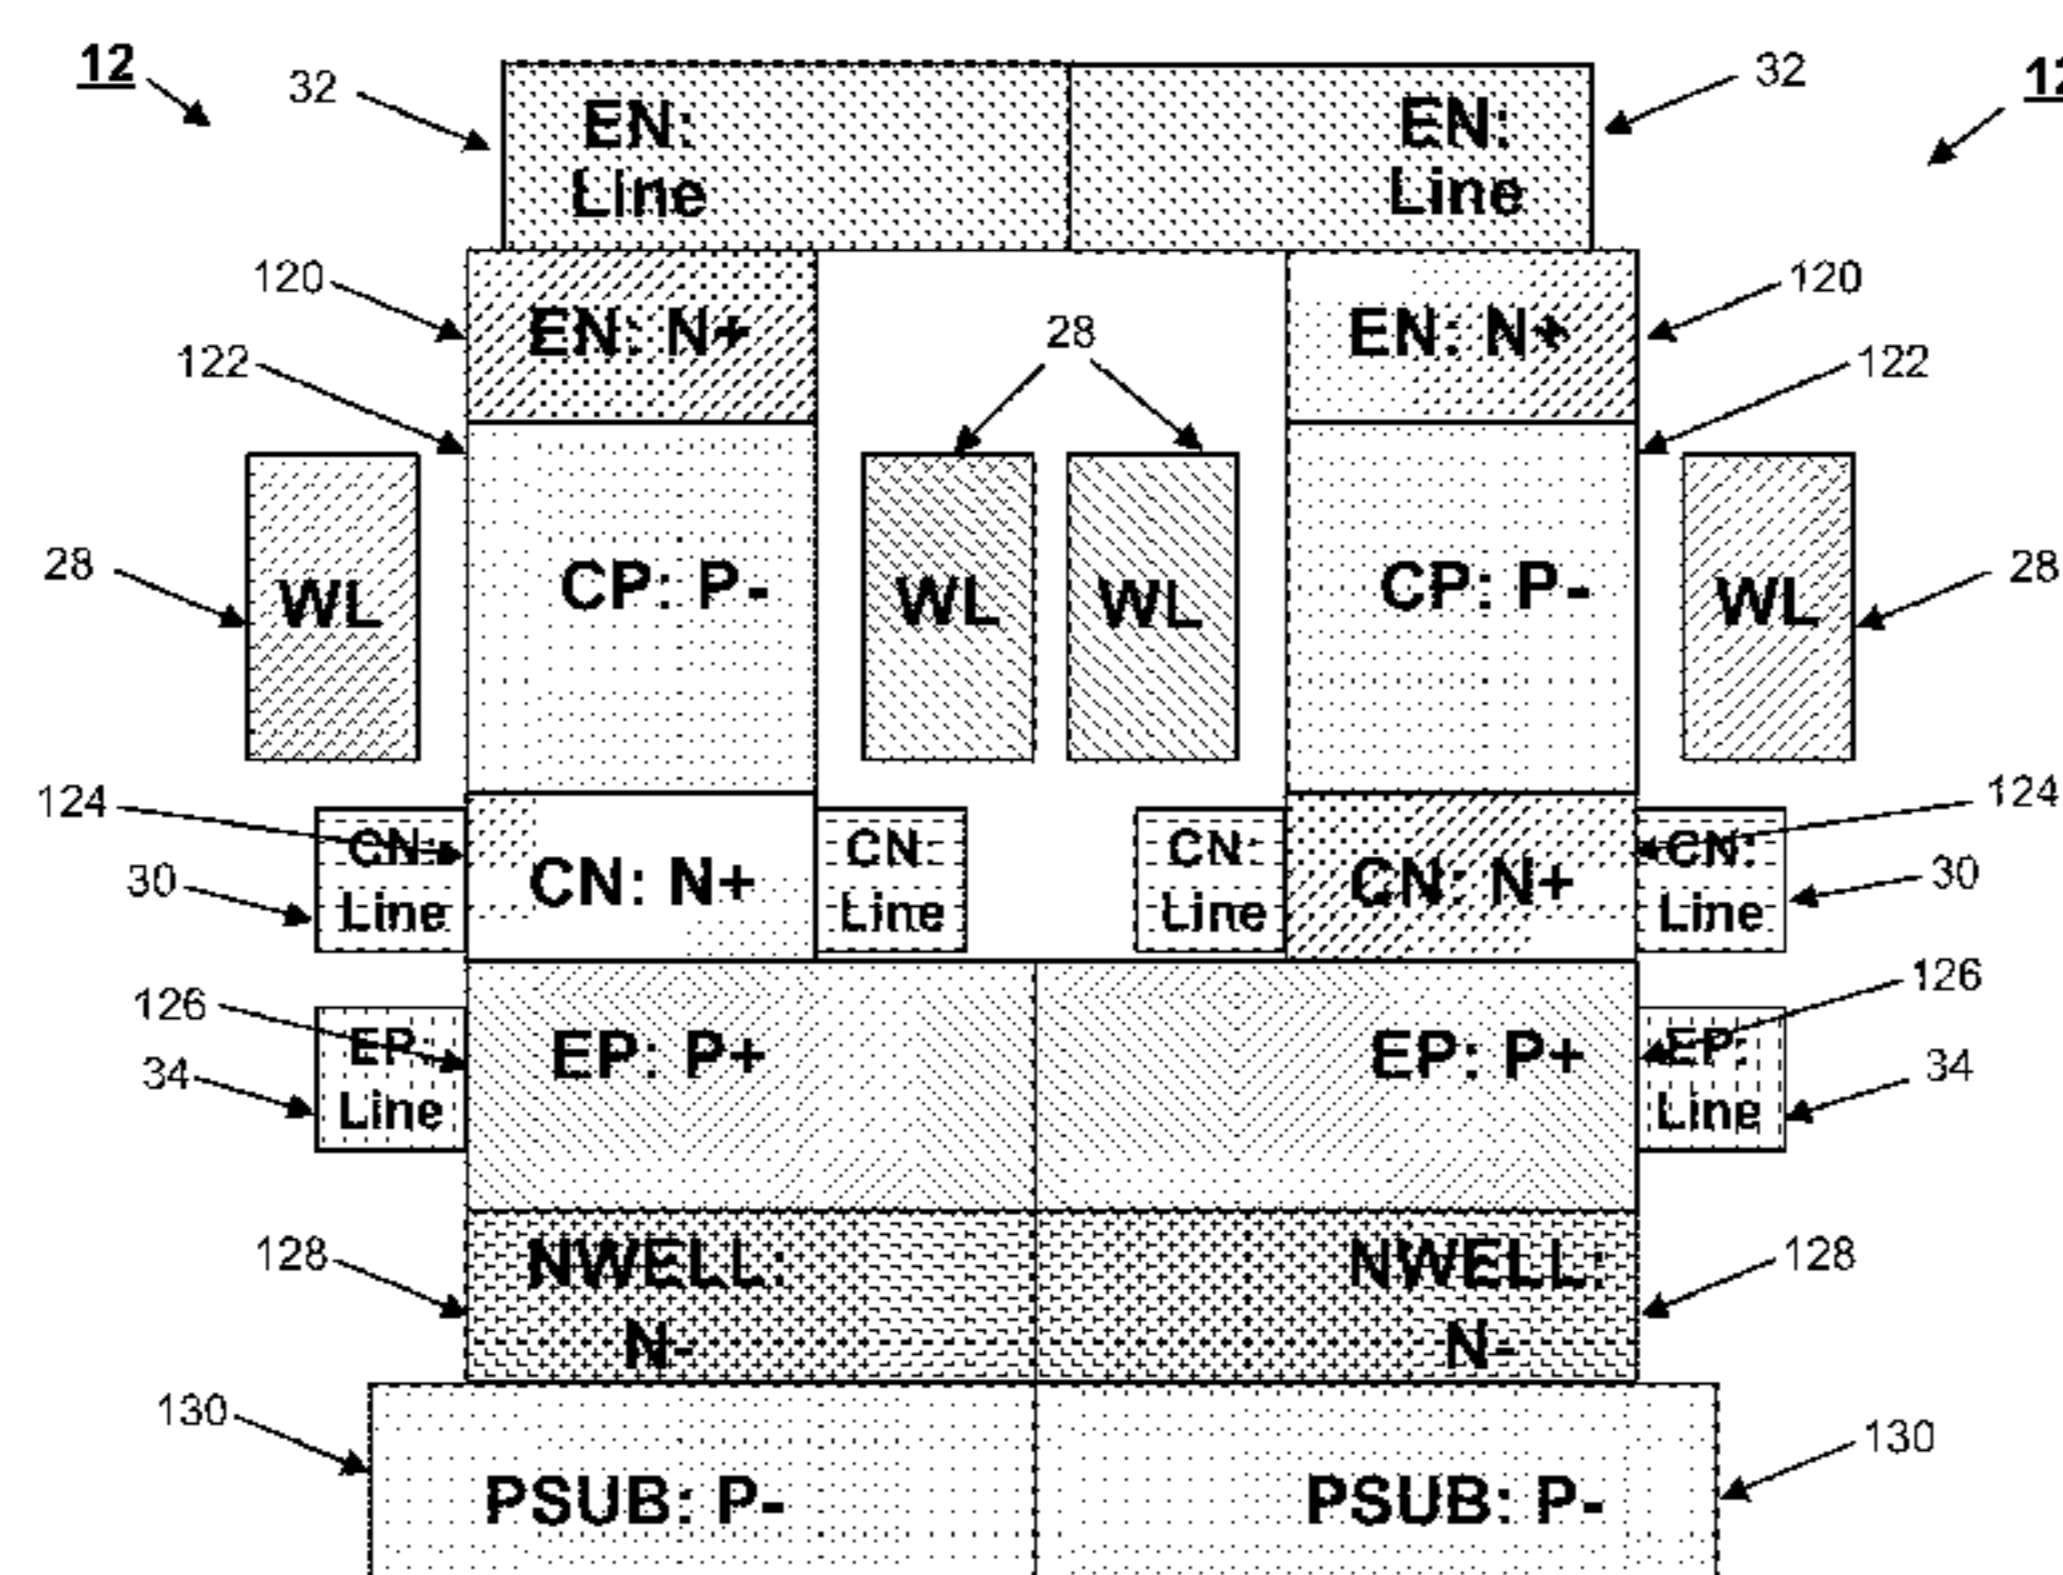 12
32
EN:
Line
EN:
Line
32
12
120
EN: N+
28
EN: N+
120
122
122
28
WL
CP: P-
WL
WL
CP: P-
WL
28
124
CN:
Line
CN: N+
CN:
Line
CN:
Line
CN: N+
CN:
Line
124
30
30
126
EP:
Line
EP: P+
EP: P+
EP:
Line
126
34
34
128
NWELL:
N-
NWELL:
N-
128
130
PSUB: P-
PSUB: P-
130